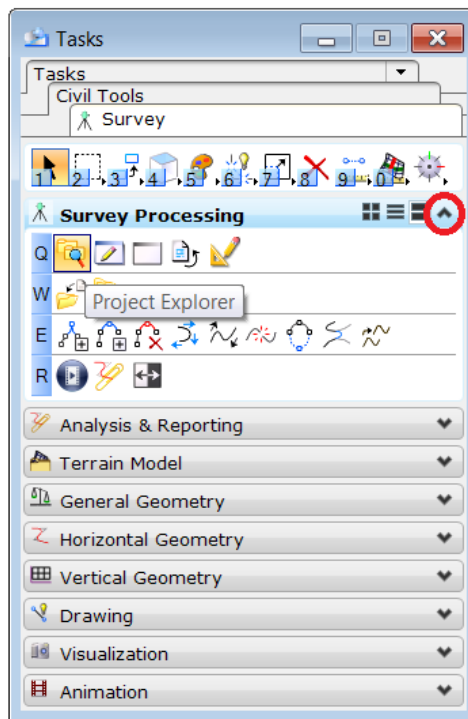 Tasks
Tasks
Civil Tools
Survey
1 2 3 4 5 6 7 8 9 0
Survey Processing
Q
W
Project Explorer
E
R
Analysis & Reporting
Terrain Model
General Geometry
Horizontal Geometry
Vertical Geometry
Drawing
Visualization
Animation